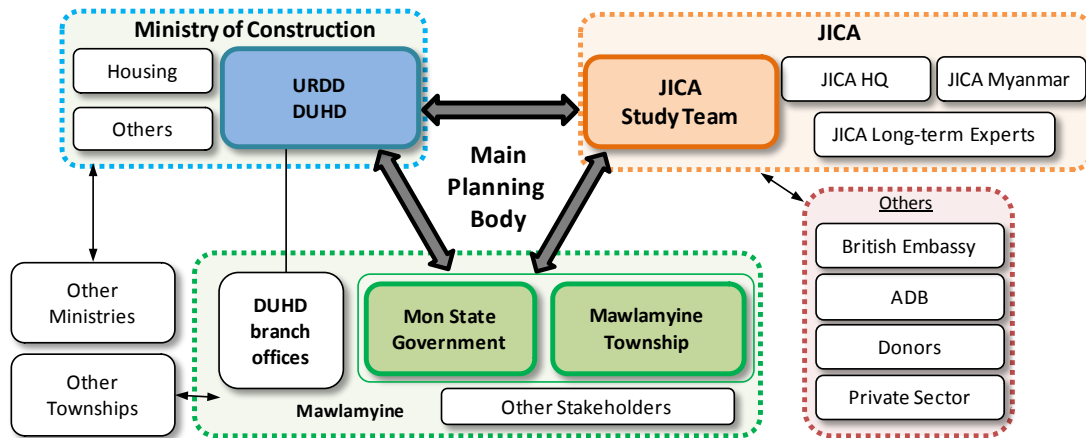 Ministry of Construction
Housing
Others
URDD
DUHD
JICA
JICA
Study Team
JICA HQ
JICA Myanmar
JICA Long-term Experts
Main
Planning
Body
Others
British Embassy
ADB
Donors
Private Sector
Other
Ministries
Other
Townships
DUHD
branch
offices
Mon State
Government
Mawlamyine
Township
Mawlamyine
Other Stakeholders